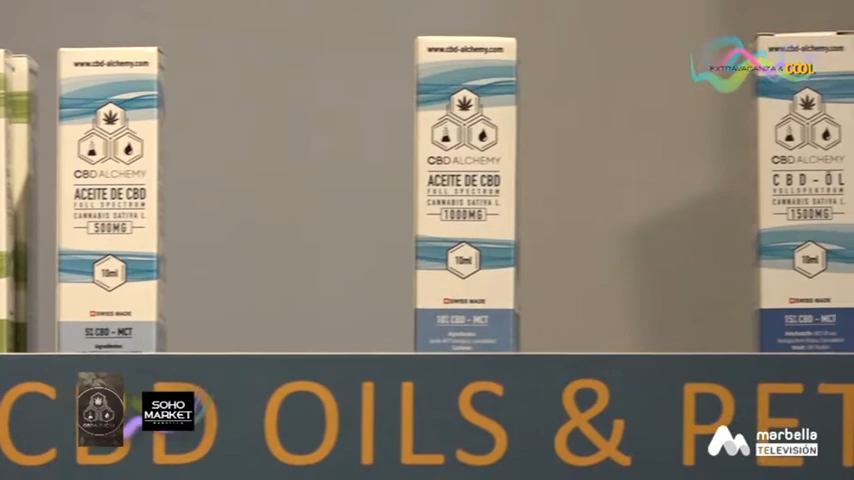 www.cbd-alchemy.com
CBD ALCHEMY
ACEITE DE CBD
FULL SPECTRUM
CANNABIS SATIVA L.
500MG
10ml
SWISS MADE
5% CBD - MCT
www.cbd-alchemy.com
CBD ALCHEMY
ACEITE DE CBD
FULL SPECTRUM
CANNABIS SATIVA L.
1000MG
10ml
SWISS MADE
10% CBD - MCT
www.cbd-alchemy.com
CBD ALCHEMY
CBD-ÖL
VOLLSPEKTRUM
CANNABIS SATIVA L.
1500MG
10ml
SWISS MADE
15% CBD - MCT
EXTRAVAGANZA & COOL
CBD OILS & PET
SOHO
MARKET
MARBELLA
marbella
TELEVISIÓN